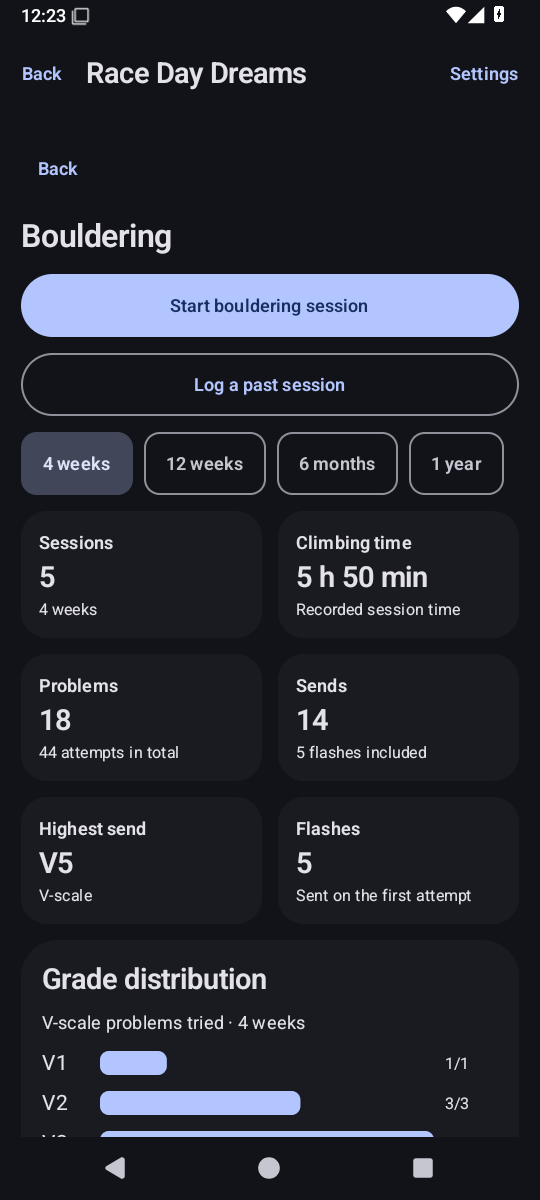 12:23
Back Race Day Dreams Settings
Back
Bouldering
Start bouldering session
Log a past session
4 weeks 12 weeks 6 months 1 year
Sessions
5
4 weeks
Climbing time
5 h 50 min
Recorded session time
Problems
18
44 attempts in total
Sends
14
5 flashes included
Highest send
V5
V-scale
Flashes
5
Sent on the first attempt
Grade distribution
V-scale problems tried · 4 weeks
V1 1/1
V2 3/3